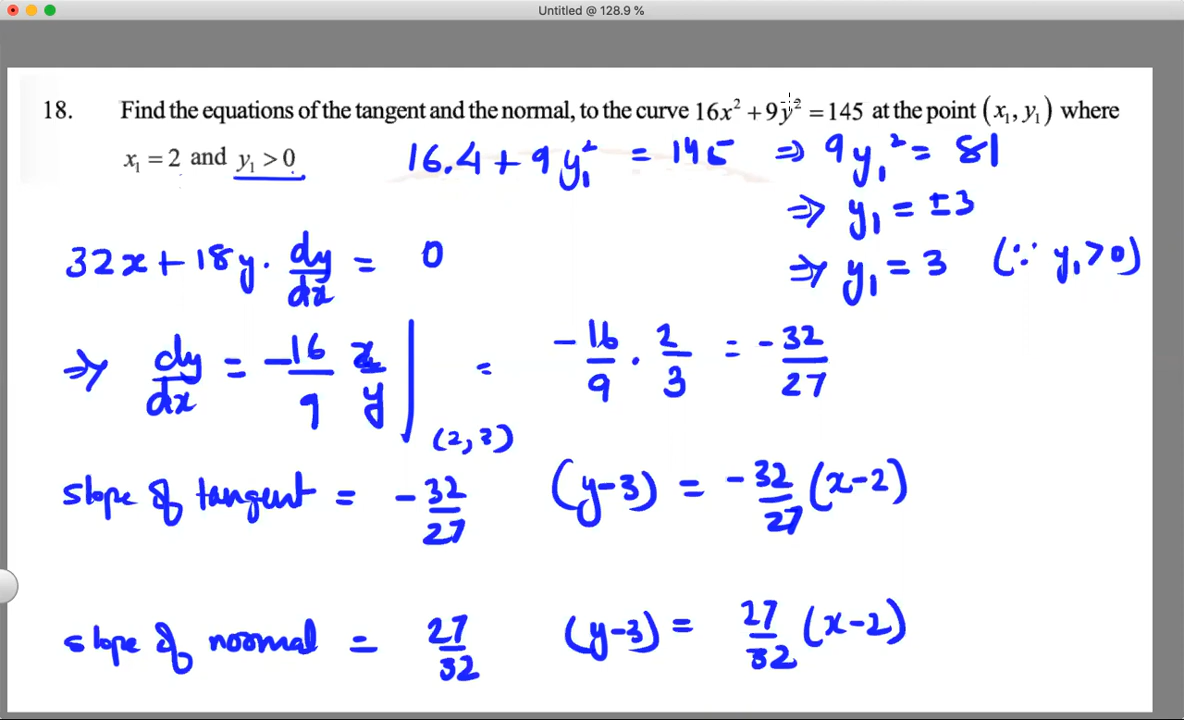 Untitled @ 128.9 %
18. Find the equations of the tangent and the normal, to the curve 16x² + 9y² = 145 at the point (x₁, y₁) where
x₁ = 2 and y₁ > 0
16.4 + 9y₁² = 145 ⇒ 9y₁² = 81
⇒ y₁ = ±3
⇒ y₁ = 3 (∵ y₁ > 0)
32x + 18y · dy/dx = 0
⇒ dy/dx = -16/9 x/y |(2, 3) = -16/9 · 2/3 = -32/27
slope of tangent = -32/27 (y-3) = -32/27 (x-2)
slope of normal = 27/32 (y-3) = 27/32 (x-2)